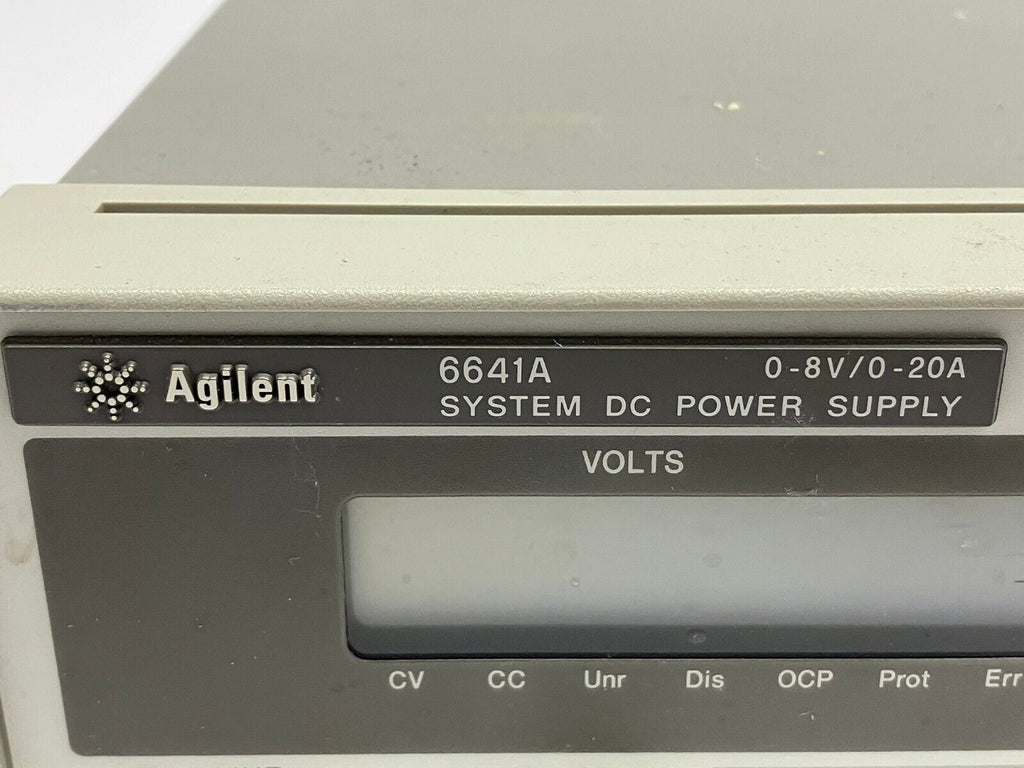 Agilent
6641A 0-8V/0-20A
SYSTEM DC POWER SUPPLY
VOLTS
CV CC Unr Dis OCP Prot Err